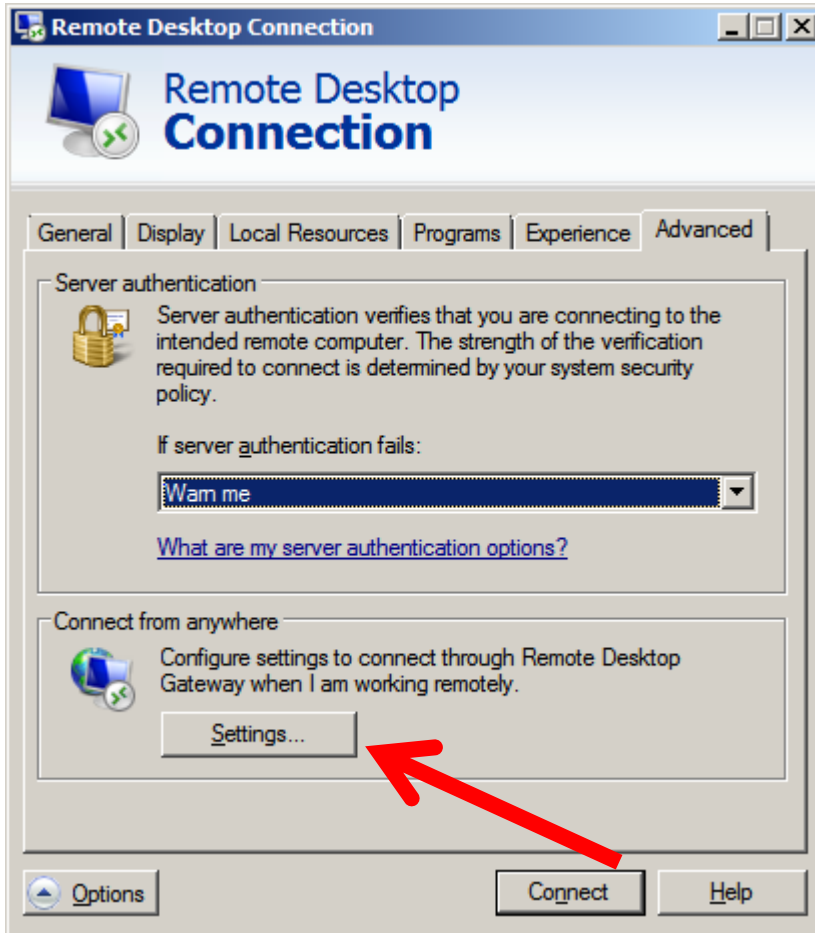 Remote Desktop Connection
Remote Desktop
Connection
General Display Local Resources Programs Experience Advanced
Server authentication
Server authentication verifies that you are connecting to the
intended remote computer. The strength of the verification
required to connect is determined by your system security
policy.
If server authentication fails:
Warn me
What are my server authentication options?
Connect from anywhere
Configure settings to connect through Remote Desktop
Gateway when I am working remotely.
Settings...
Options Connect Help